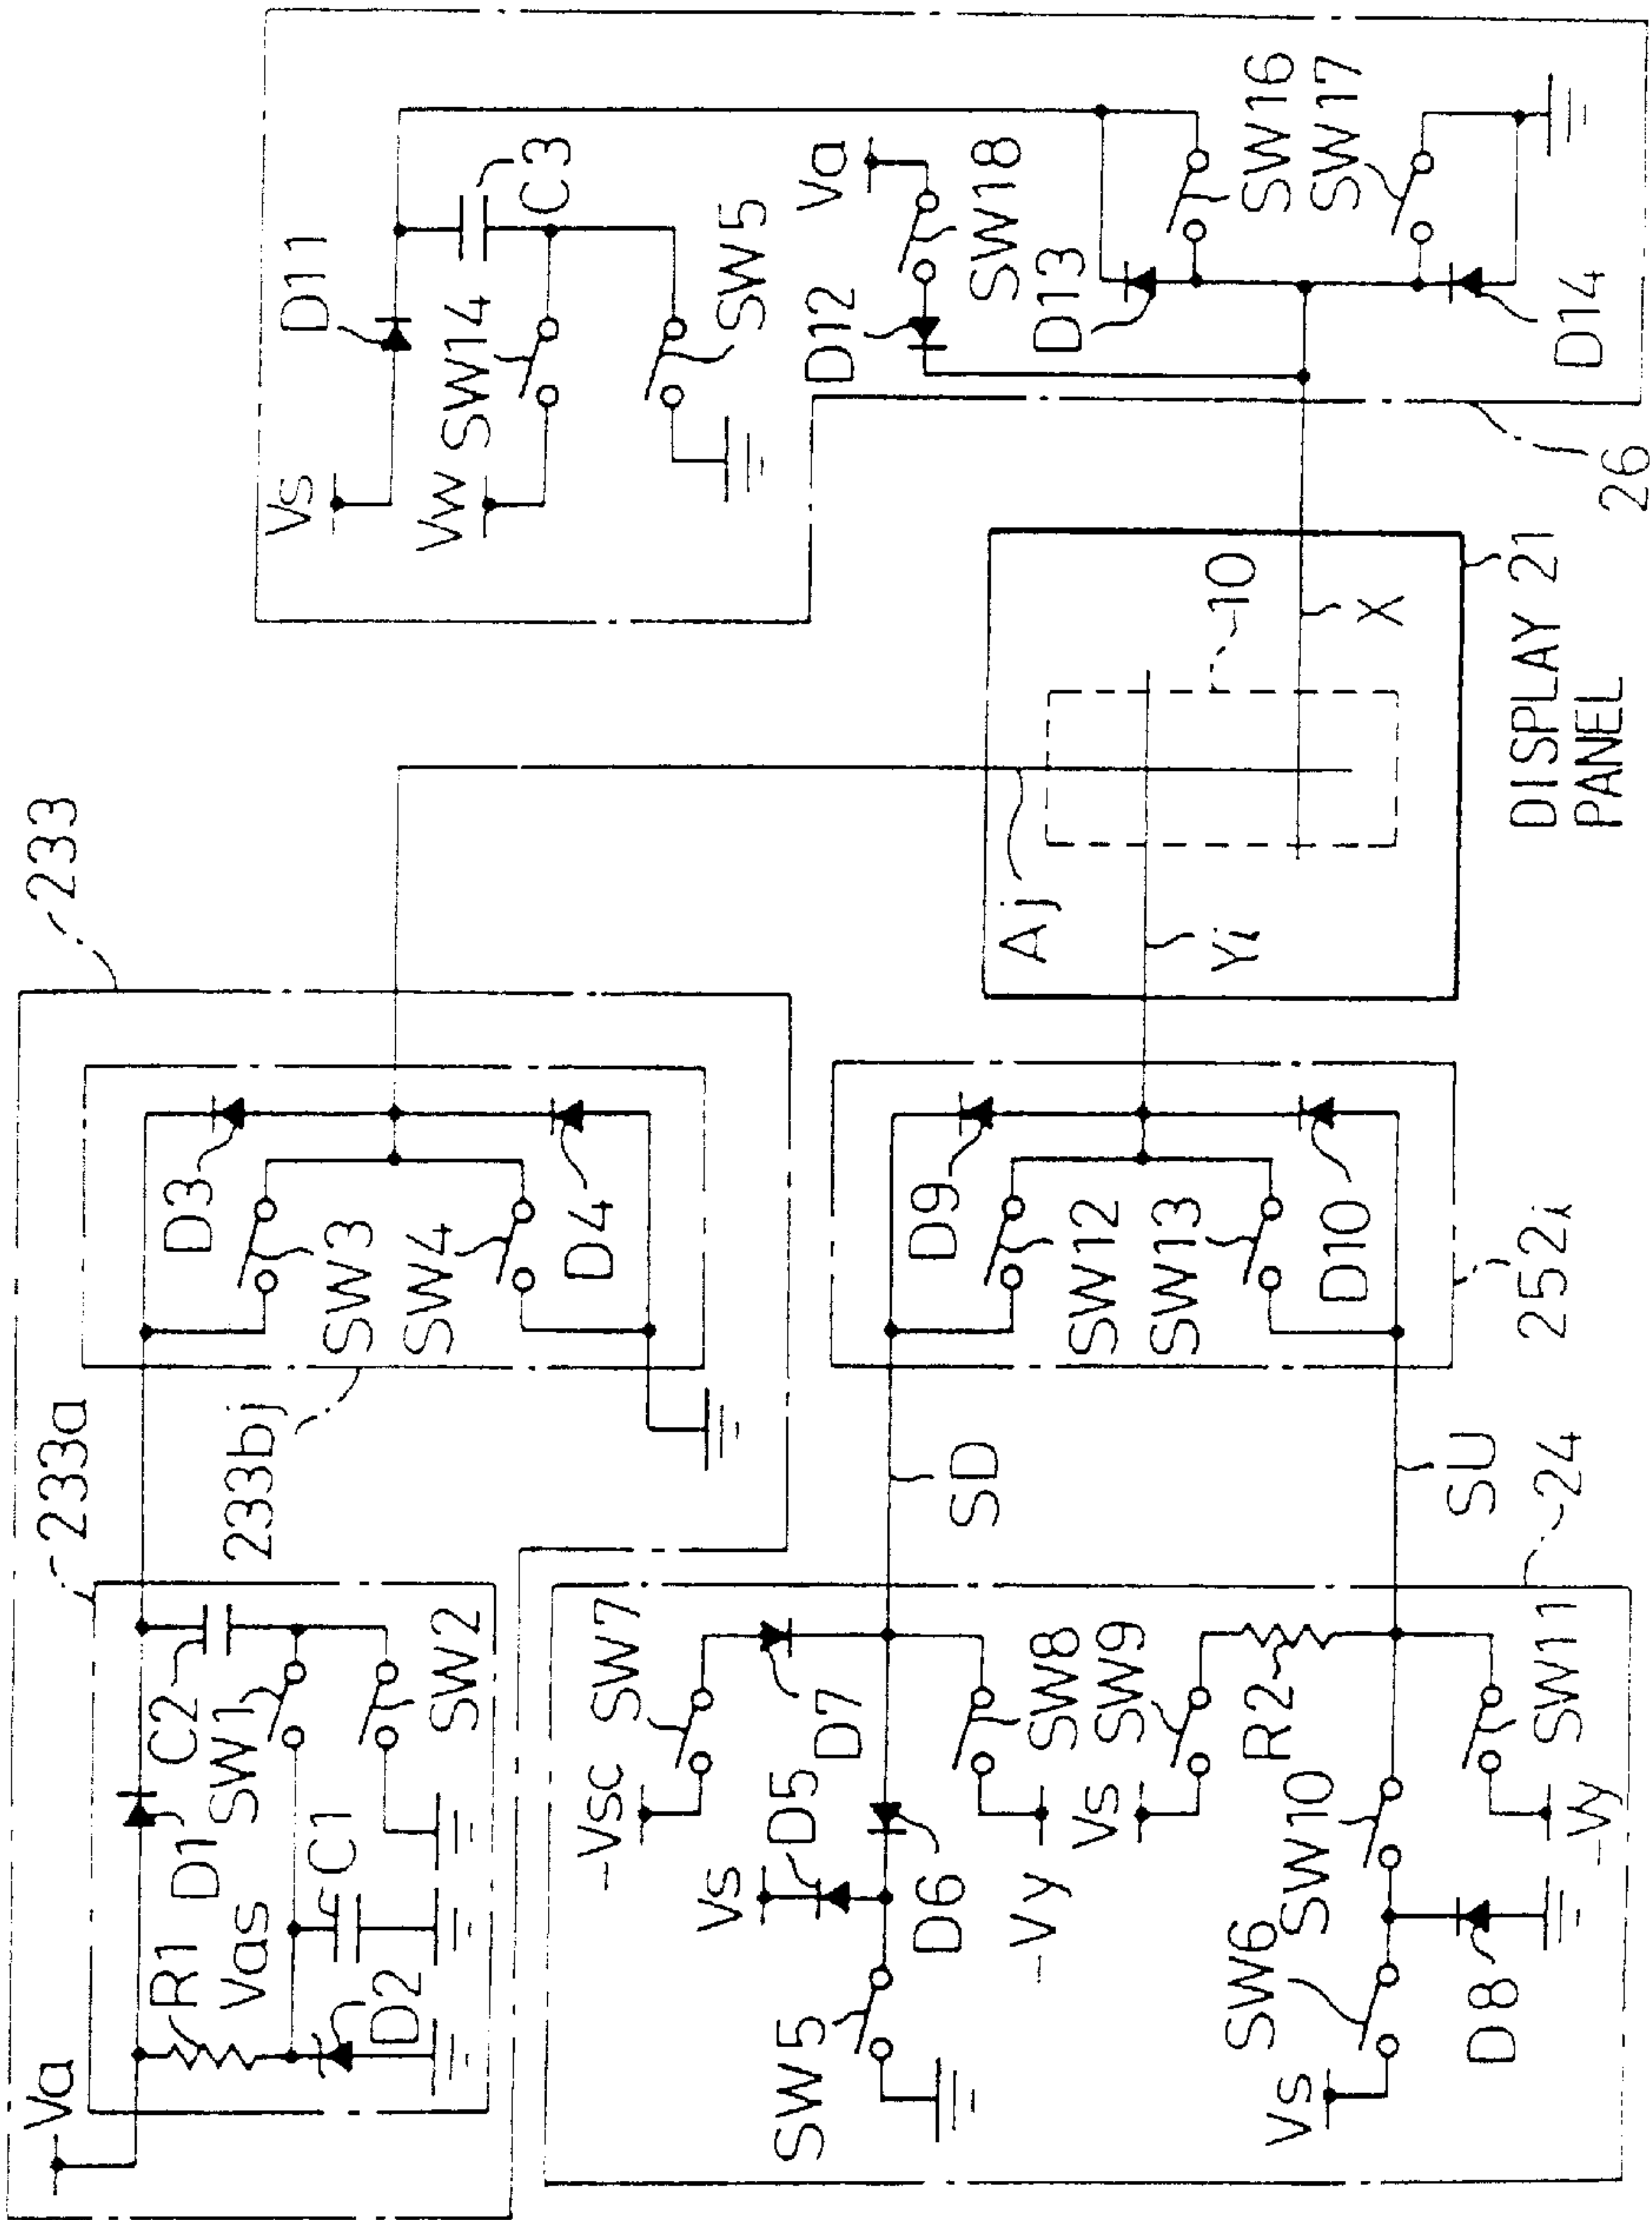 233
Va
233a
R1
D1
C2
SW1
Vas
C1
D2
SW2
233bj
D3
SW3
SW4
D4
Vs
D11
C3
SW14
Vw
SW5
Va
D12
SW18
D13
SW16
SW17
D14
26
Aj
Yi
X
10
DISPLAY 21
PANEL
-Vsc
SW7
D7
Vs
D5
D6
SW5
SW8
-Vy
Vs
SW9
R2
SW10
SW6
Vs
D8
SW11
-Vy
24
SD
SU
D9
SW12
SW13
D10
252i